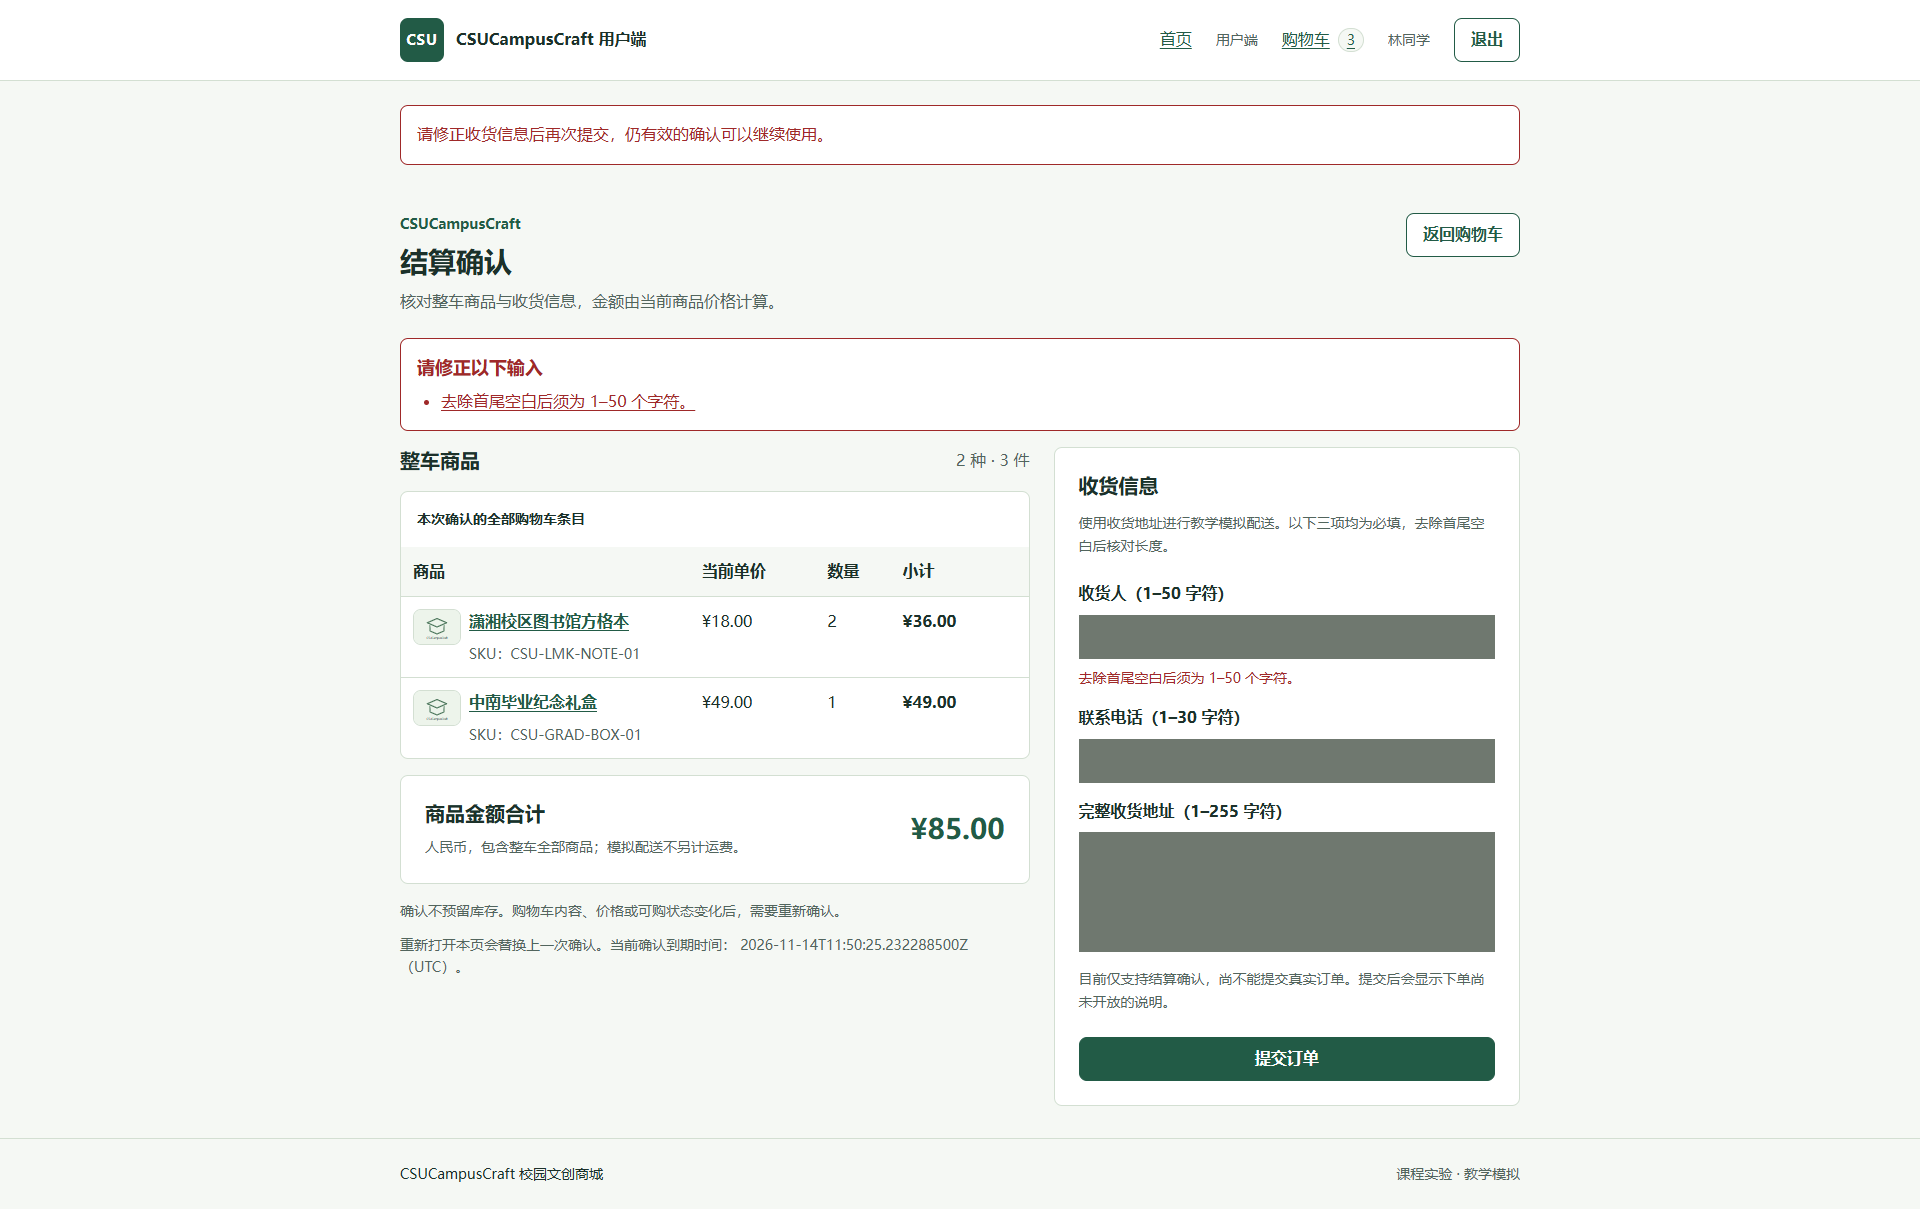 CSU
CSUCampusCraft 用户端
首页
用户端
购物车 3
林同学
退出
请修正收货信息后再次提交，仍有效的确认可以继续使用。
CSUCampusCraft
结算确认
核对整车商品与收货信息，金额由当前商品价格计算。
返回购物车
请修正以下输入
• 去除首尾空白后须为 1–50 个字符。
整车商品
2 种 · 3 件
本次确认的全部购物车条目
商品 当前单价 数量 小计
潇湘校区图书馆方格本 ¥18.00 2 ¥36.00
SKU：CSU-LMK-NOTE-01
中南毕业纪念礼盒 ¥49.00 1 ¥49.00
SKU：CSU-GRAD-BOX-01
商品金额合计
人民币，包含整车全部商品；模拟配送不另计运费。
¥85.00
确认不预留库存。购物车内容、价格或可购状态变化后，需要重新确认。
重新打开本页会替换上一次确认。当前确认到期时间： 2026-11-14T11:50:25.232288500Z
（UTC）。
收货信息
使用收货地址进行教学模拟配送。以下三项均为必填，去除首尾空
白后核对长度。
收货人（1–50 字符）
去除首尾空白后须为 1–50 个字符。
联系电话（1–30 字符）
完整收货地址（1–255 字符）
目前仅支持结算确认，尚不能提交真实订单。提交后会显示下单尚
未开放的说明。
提交订单
CSUCampusCraft 校园文创商城
课程实验 · 教学模拟